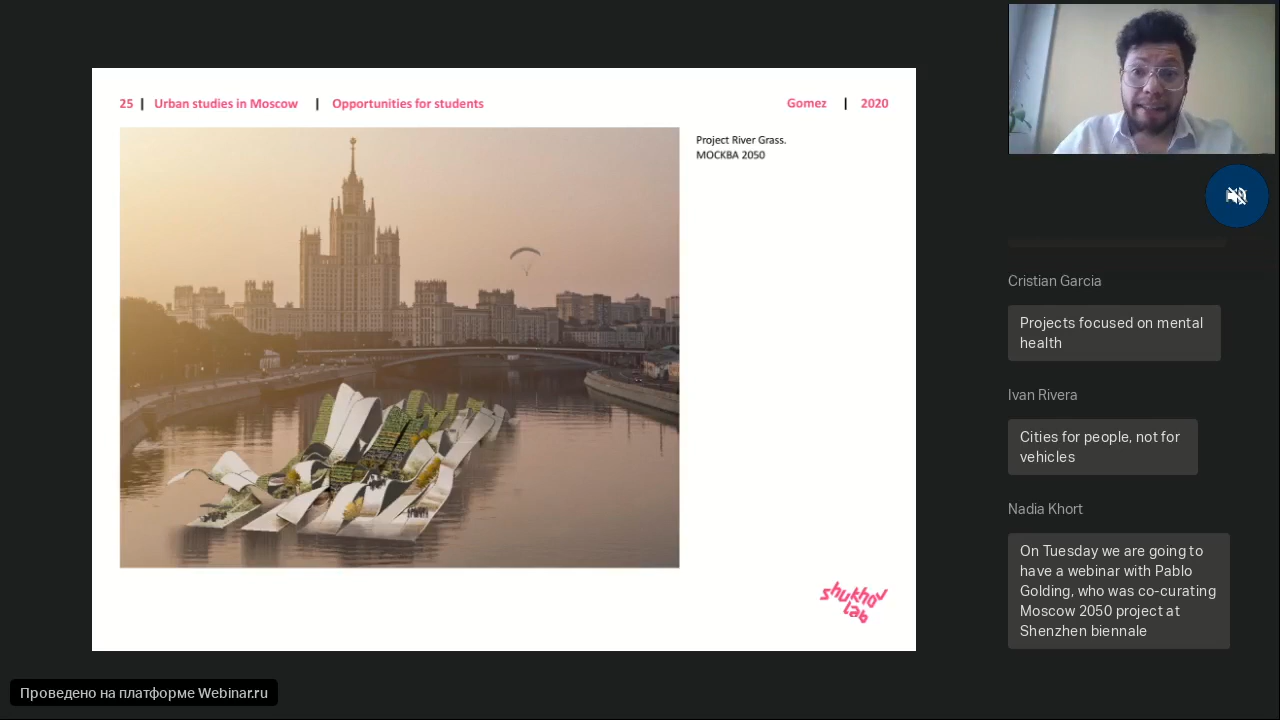 25 | Urban studies in Moscow | Opportunities for students
Gomez | 2020
Project River Grass.
МОСКВА 2050
shukhov
lab
Cristian Garcia
Projects focused on mental
health
Ivan Rivera
Cities for people, not for
vehicles
Nadia Khort
On Tuesday we are going to
have a webinar with Pablo
Golding, who was co-curating
Moscow 2050 project at
Shenzhen biennale
Проведено на платформе Webinar.ru